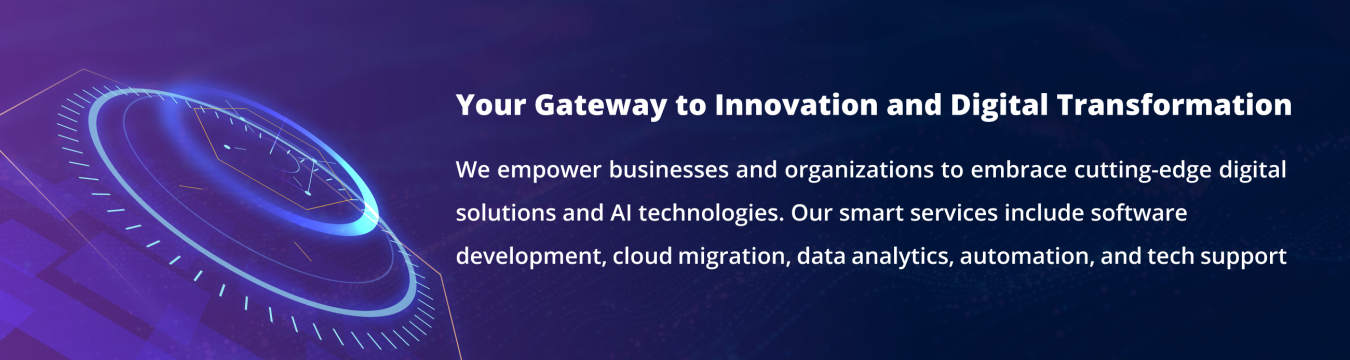 Your Gateway to Innovation and Digital Transformation
We empower businesses and organizations to embrace cutting-edge digital
solutions and AI technologies. Our smart services include software
development, cloud migration, data analytics, automation, and tech support